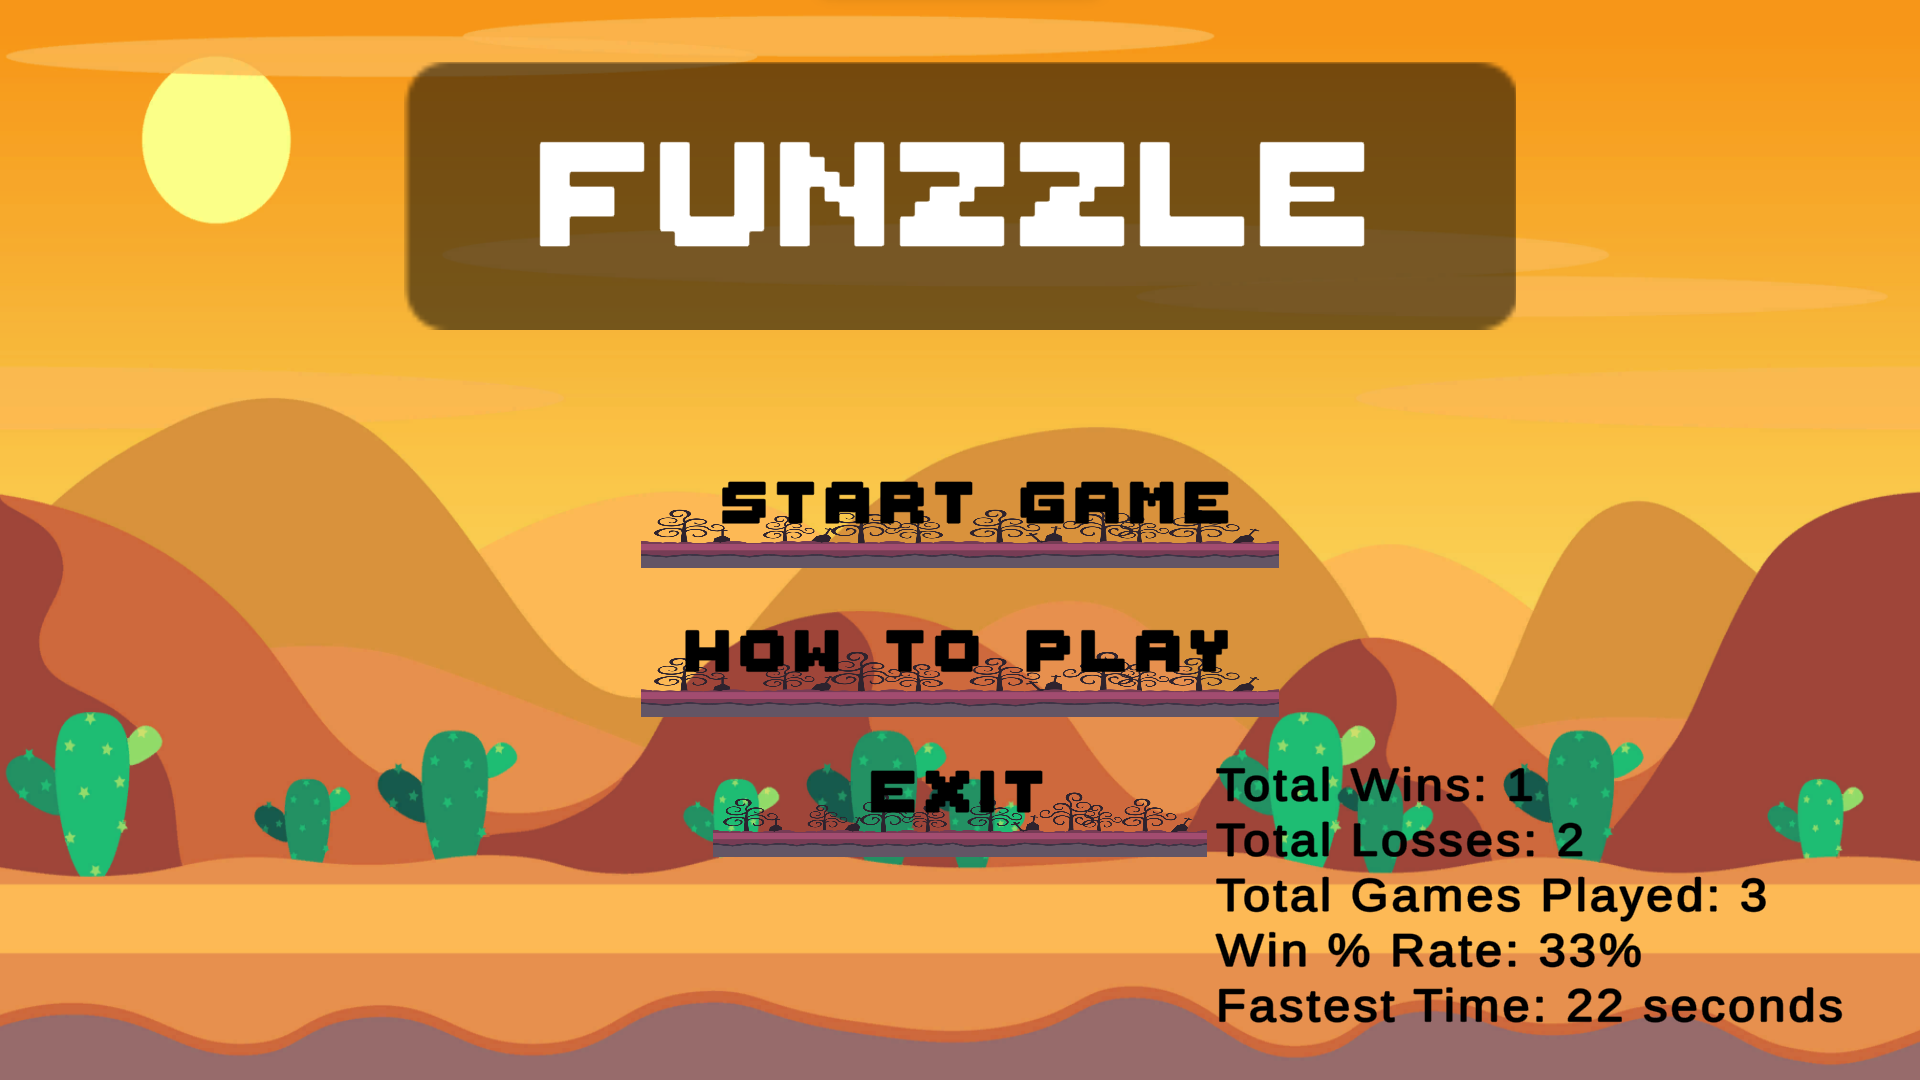 FUNZZLE
START GAME
HOW TO PLAY
EXIT
Total Wins: 1
Total Losses: 2
Total Games Played: 3
Win % Rate: 33%
Fastest Time: 22 seconds